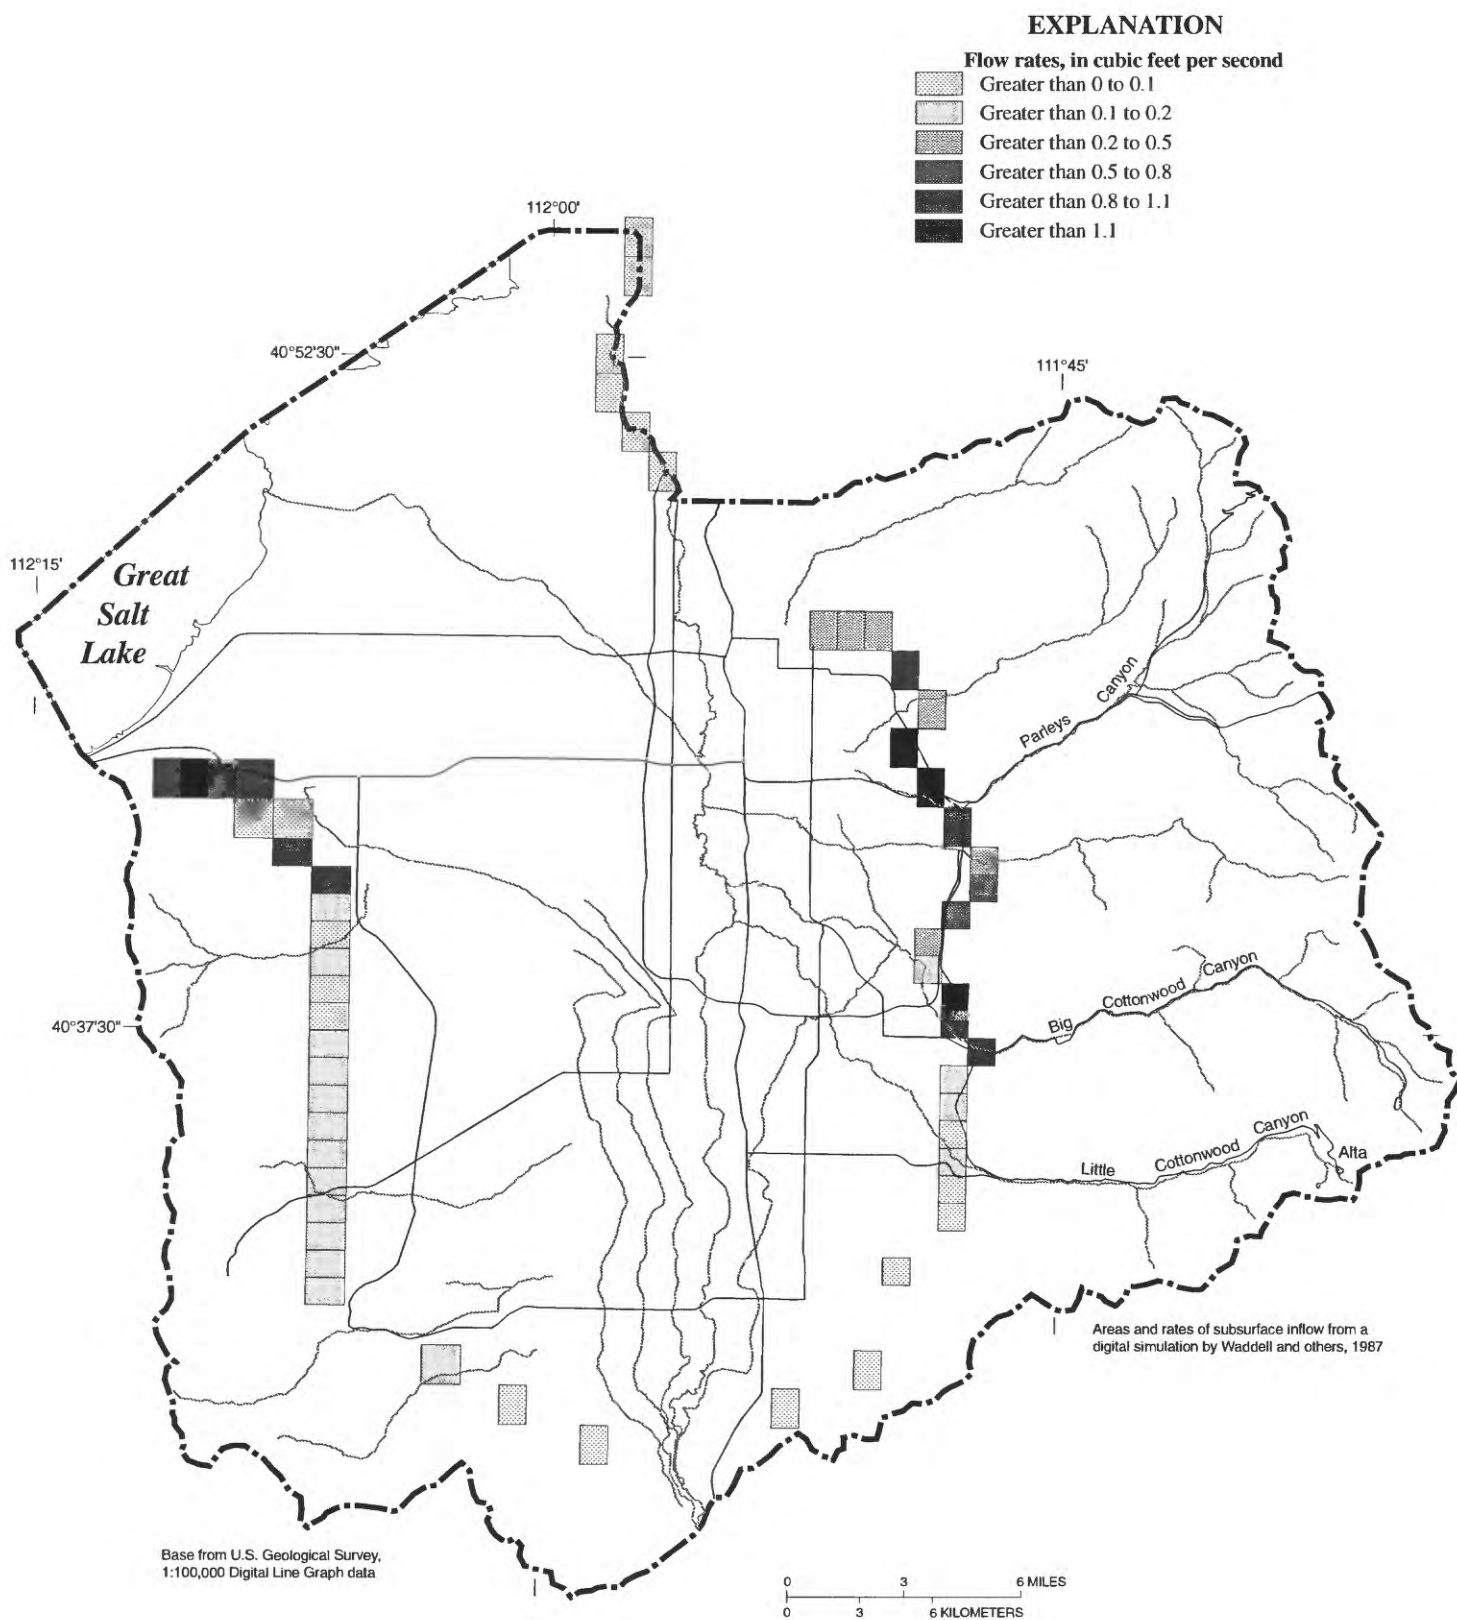 EXPLANATION
Flow rates, in cubic feet per second
Greater than 0 to 0.1
Greater than 0.1 to 0.2
Greater than 0.2 to 0.5
Greater than 0.5 to 0.8
Greater than 0.8 to 1.1
Greater than 1.1
112°00'
40°52'30"
111°45'
112°15'
Great
Salt
Lake
Parleys Canyon
40°37'30"
Big Cottonwood Canyon
Little Cottonwood Canyon
Alta
Areas and rates of subsurface inflow from a
digital simulation by Waddell and others, 1987
Base from U.S. Geological Survey,
1:100,000 Digital Line Graph data
0 3 6 MILES
0 3 6 KILOMETERS